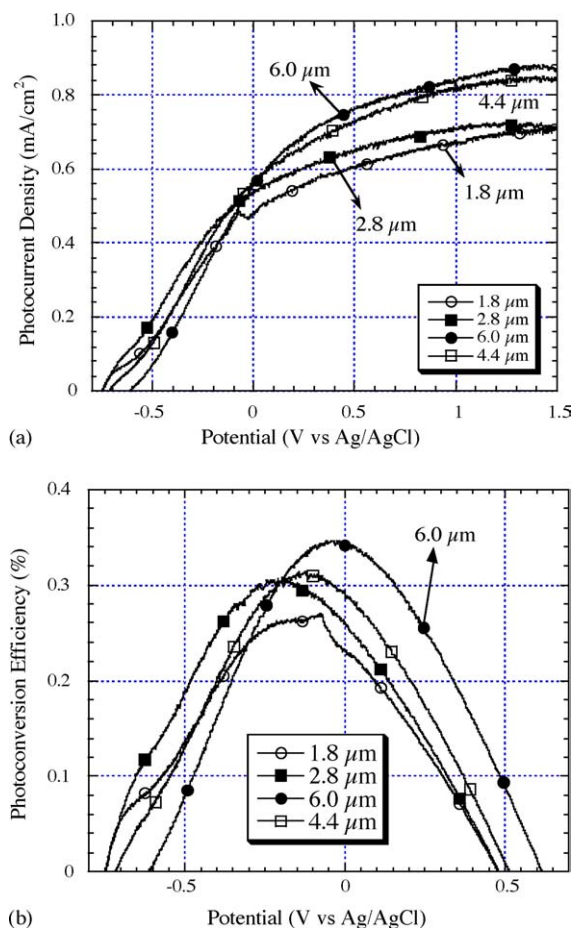 1.0
0.8
0.6
0.4
0.2
0
Photocurrent Density (mA/cm²)
6.0 µm
4.4 µm
1.8 µm
2.8 µm
1.8 µm
2.8 µm
6.0 µm
4.4 µm
-0.5 0 0.5 1 1.5
(a)
Potential (V vs Ag/AgCl)
0.4
0.3
0.2
0.1
0
Photoconversion Efficiency (%)
6.0 µm
1.8 µm
2.8 µm
6.0 µm
4.4 µm
-0.5 0 0.5
(b)
Potential (V vs Ag/AgCl)